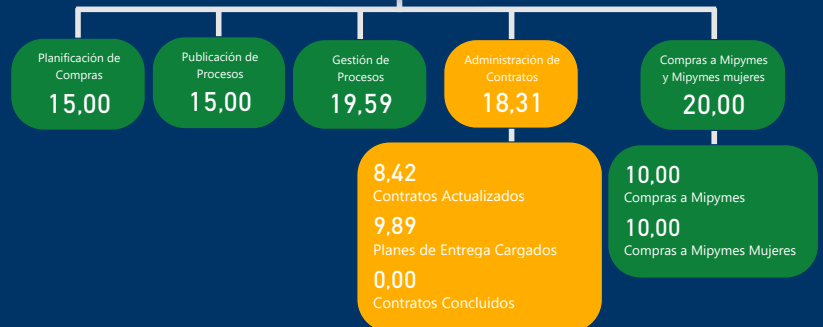 Planificación de
Compras
15,00
Publicación de
Procesos
15,00
Gestión de
Procesos
19,59
Administración de
Contratos
18,31
Compras a Mipymes
y Mipymes mujeres
20,00
8,42
Contratos Actualizados
9,89
Planes de Entrega Cargados
0,00
Contratos Concluidos
10,00
Compras a Mipymes
10,00
Compras a Mipymes Mujeres